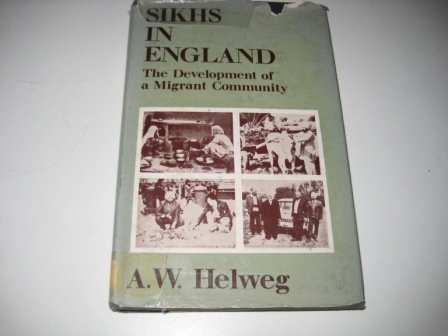 SIKHS
IN
ENGLAND
The Development of
a Migrant Community
A.W. Helweg